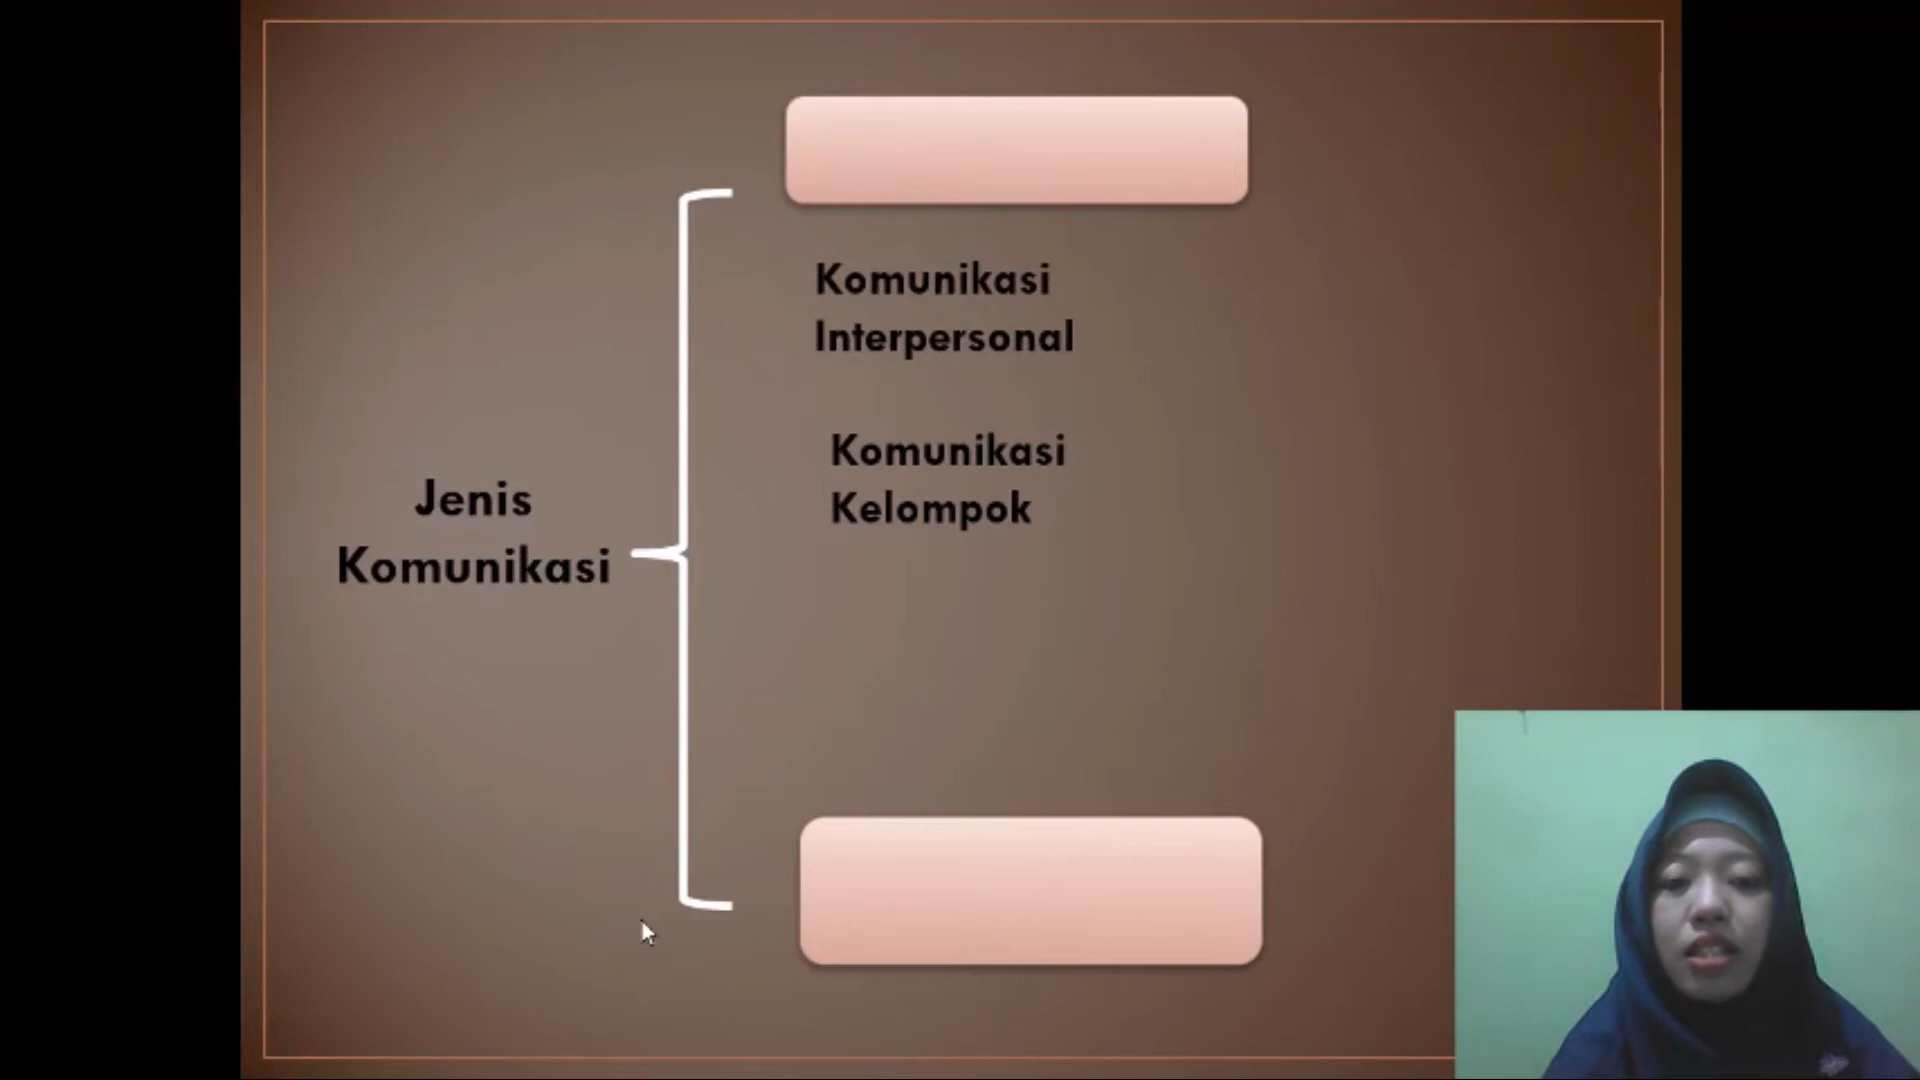 Jenis
Komunikasi
Komunikasi
Interpersonal
Komunikasi
Kelompok